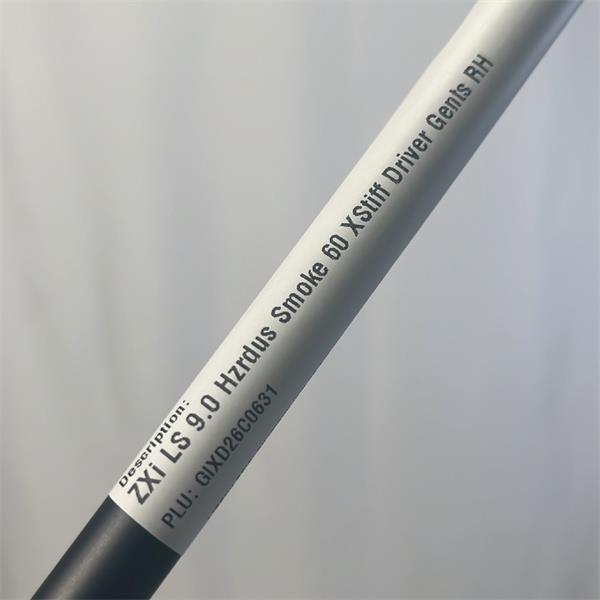 Description:
ZXi LS 9.0 Hzrdus Smoke 60 XStiff Driver Gents RH
PLU: GIXD26C0631